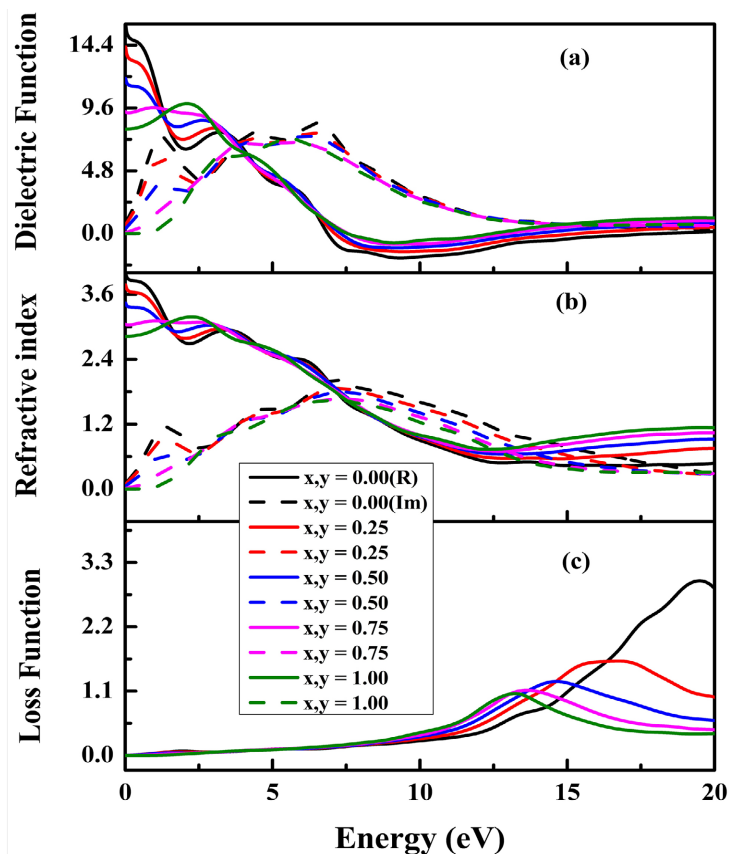 Dielectric Function
14.4
9.6
4.8
0.0
(a)
Refractive index
3.6
2.4
1.2
0.0
(b)
x,y = 0.00(R)
x,y = 0.00(Im)
x,y = 0.25
x,y = 0.25
x,y = 0.50
x,y = 0.50
x,y = 0.75
x,y = 0.75
x,y = 1.00
x,y = 1.00
Loss Function
3.3
2.2
1.1
0.0
(c)
0 5 10 15 20
Energy (eV)